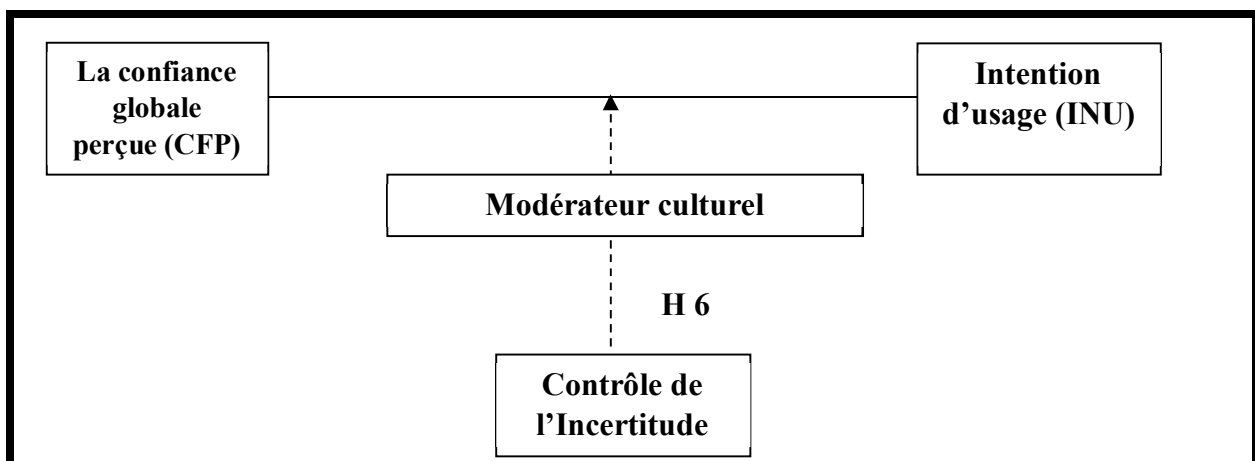 La confiance
globale
perçue (CFP)
Intention
d’usage (INU)
Modérateur culturel
H 6
Contrôle de
l’Incertitude